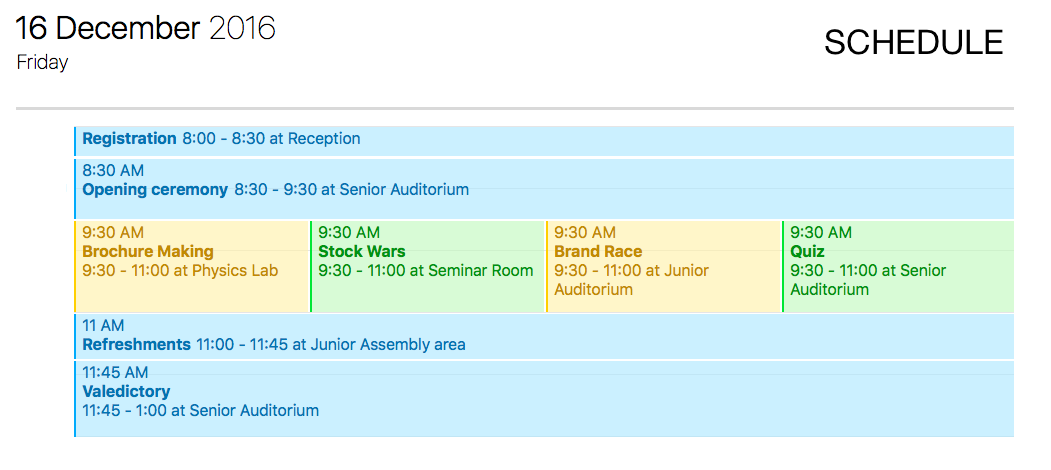 16 December 2016
SCHEDULE
Friday
Registration 8:00 - 8:30 at Reception
8:30 AM
Opening ceremony 8:30 - 9:30 at Senior Auditorium
9:30 AM
Brochure Making
9:30 - 11:00 at Physics Lab
9:30 AM
Stock Wars
9:30 - 11:00 at Seminar Room
9:30 AM
Brand Race
9:30 - 11:00 at Junior
Auditorium
9:30 AM
Quiz
9:30 - 11:00 at Senior
Auditorium
11 AM
Refreshments 11:00 - 11:45 at Junior Assembly area
11:45 AM
Valedictory
11:45 - 1:00 at Senior Auditorium